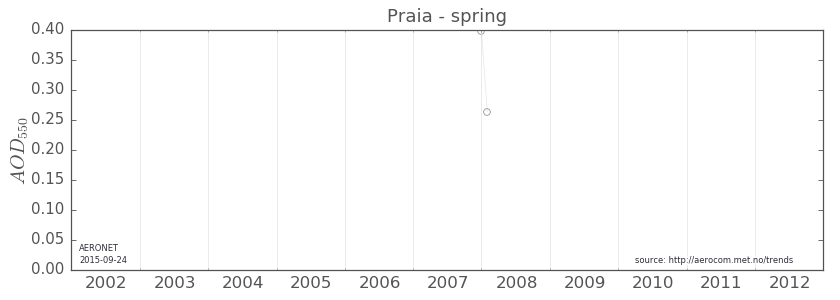 Praia - spring
0.40
0.35
0.30
0.25
0.20
0.15
0.10
0.05
0.00
AOD550
AERONET
2015-09-24
source: http://aerocom.met.no/trends
2002 2003 2004 2005 2006 2007 2008 2009 2010 2011 2012